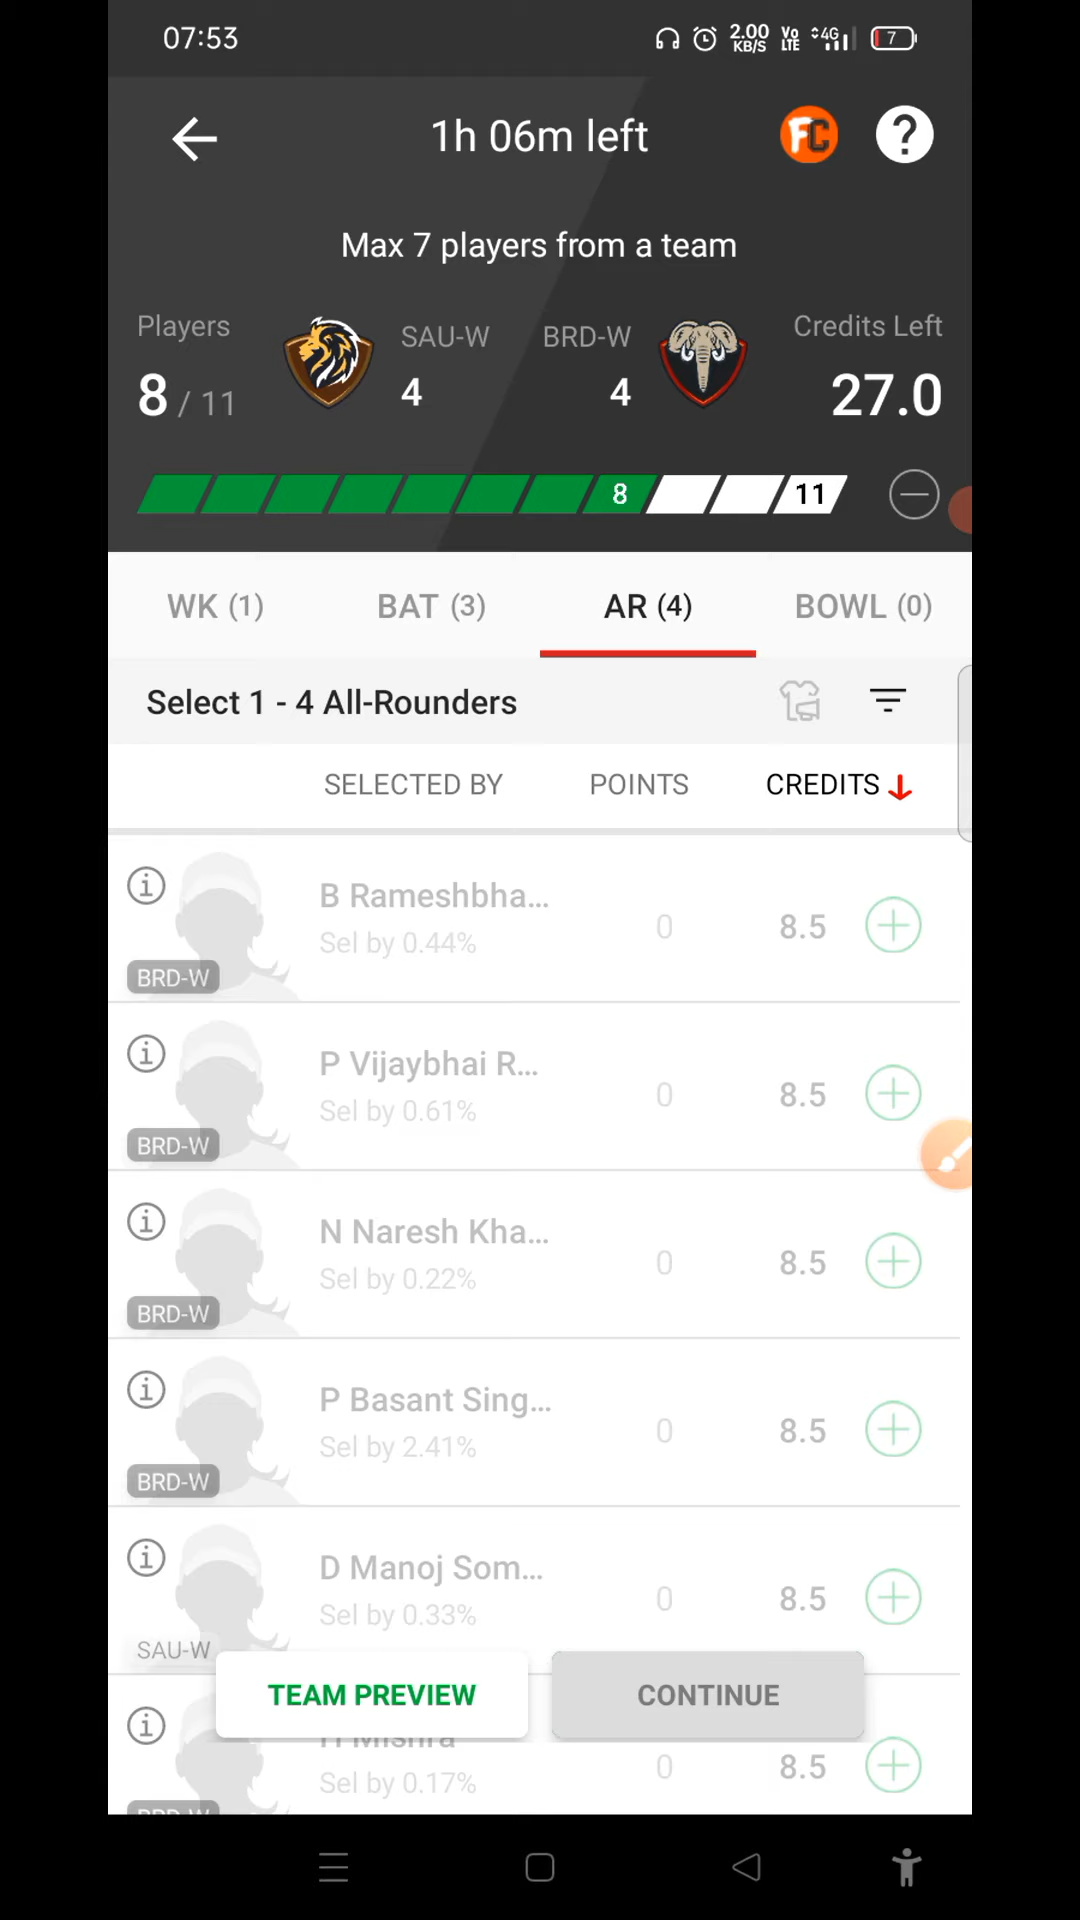 07:53 2.00 KB/S Vo LTE 4G 7
1h 06m left FC ?
Max 7 players from a team
Players SAU-W BRD-W Credits Left
8 / 11 4 4 27.0
8 11
WK (1) BAT (3) AR (4) BOWL (0)
Select 1 - 4 All-Rounders
SELECTED BY POINTS CREDITS
B Rameshbha...
Sel by 0.44% 0 8.5
BRD-W
P Vijaybhai R...
Sel by 0.61% 0 8.5
BRD-W
N Naresh Kha...
Sel by 0.22% 0 8.5
BRD-W
P Basant Sing...
Sel by 2.41% 0 8.5
BRD-W
D Manoj Som...
Sel by 0.33% 0 8.5
SAU-W
TEAM PREVIEW CONTINUE
H Mishra
Sel by 0.17% 0 8.5
BRD-W